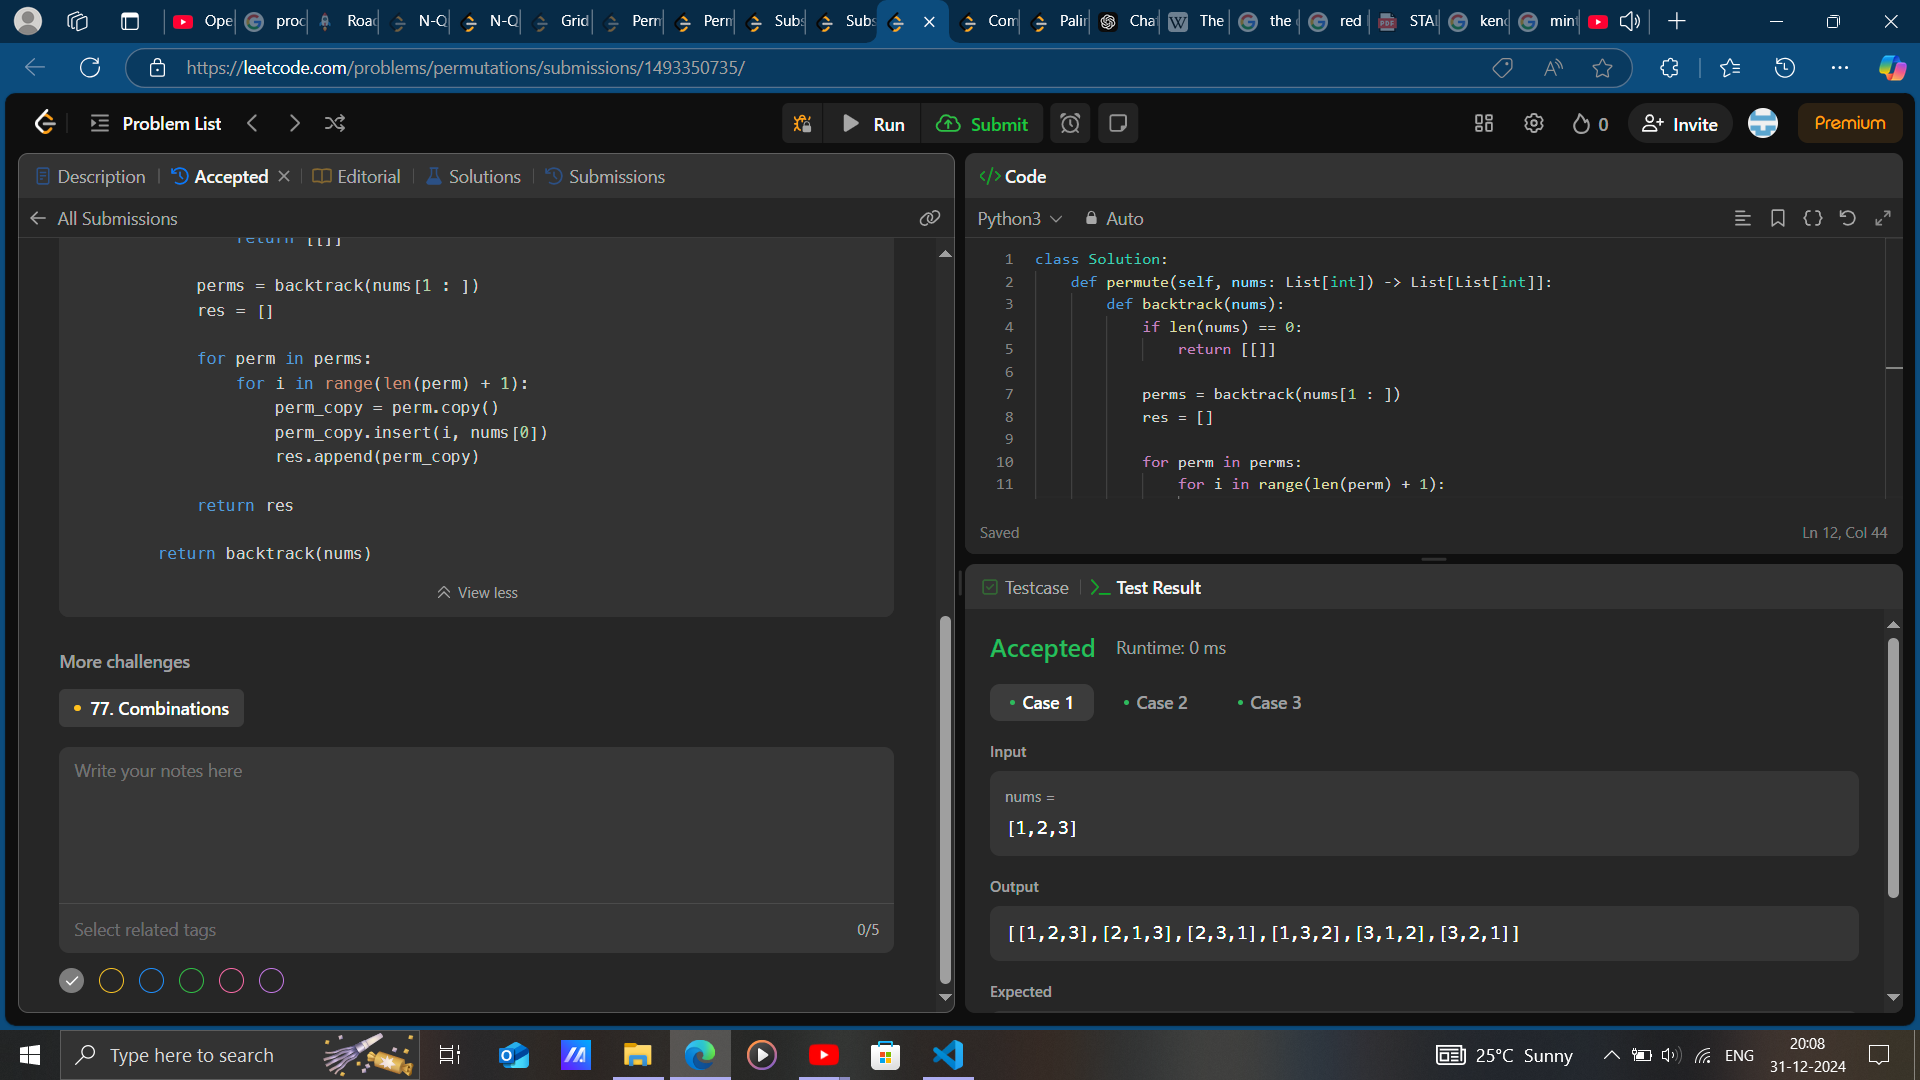 Ope
proc
Road
N-Q
N-Q
Grid
Perm
Perm
Subs
Subs
Com
Palin
Cha
The
the
red
STA
kenc
min
https://leetcode.com/problems/permutations/submissions/1493350735/
Problem List
Run
Submit
0
Invite
Premium
Description
Accepted
Editorial
Solutions
Submissions
All Submissions
return [[]]
perms = backtrack(nums[1 : ])
res = []
for perm in perms:
for i in range(len(perm) + 1):
perm_copy = perm.copy()
perm_copy.insert(i, nums[0])
res.append(perm_copy)
return res
return backtrack(nums)
View less
More challenges
77. Combinations
Write your notes here
Select related tags
0/5
Code
Python3
Auto
1 class Solution:
2 def permute(self, nums: List[int]) -> List[List[int]]:
3 def backtrack(nums):
4 if len(nums) == 0:
5 return [[]]
6
7 perms = backtrack(nums[1 : ])
8 res = []
9
10 for perm in perms:
11 for i in range(len(perm) + 1):
Saved
Ln 12, Col 44
Testcase
Test Result
Accepted
Runtime: 0 ms
Case 1
Case 2
Case 3
Input
nums =
[1,2,3]
Output
[[1,2,3],[2,1,3],[2,3,1],[1,3,2],[3,1,2],[3,2,1]]
Expected
Type here to search
25°C Sunny
ENG
20:08
31-12-2024